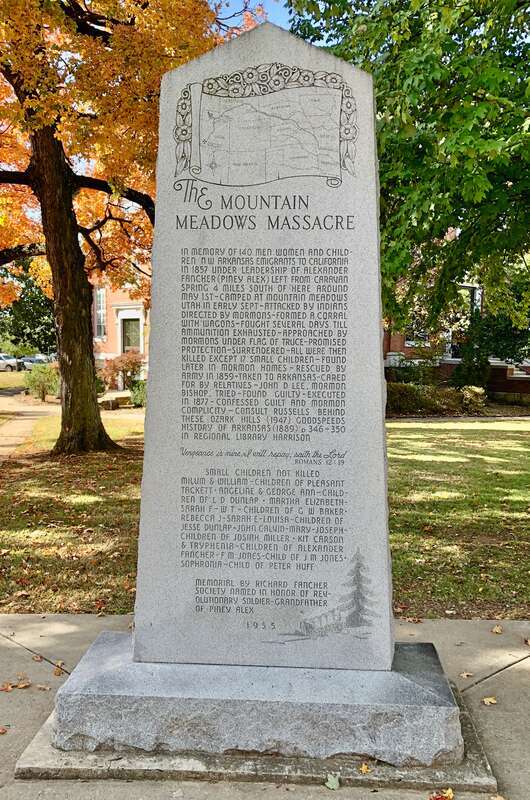 The MOUNTAIN
MEADOWS MASSACRE
IN MEMORY OF 140 MEN WOMEN AND CHILD-
REN N.W. ARKANSAS EMIGRANTS TO CALIFORNIA
IN 1857 UNDER LEADERSHIP OF ALEXANDER
FANCHER (PINEY ALEX) LEFT FROM CARAVAN
SPRING 4 MILES SOUTH OF HERE AROUND
MAY 1ST-CAMPED AT MOUNTAIN MEADOWS
UTAH IN EARLY SEPT.-ATTACKED BY INDIANS
DIRECTED BY MORMONS-FORMED A CORRAL
WITH WAGONS-FOUGHT SEVERAL DAYS TILL
AMMUNITION EXHAUSTED-APPROACHED BY
MORMONS UNDER FLAG OF TRUCE-PROMISED
PROTECTION-SURRENDERED-ALL WERE THEN
KILLED EXCEPT 17 SMALL CHILDREN-FOUND
LATER IN MORMON HOMES-RESCUED BY
ARMY IN 1859-TAKEN TO ARKANSAS-CARED
FOR BY RELATIVES-JOHN D. LEE, MORMON
BISHOP, TRIED-FOUND GUILTY-EXECUTED
IN 1877-CONFESSED GUILT AND MORMON
COMPLICITY-CONSULT RUSSELLS BEHIND
THESE OZARK HILLS (1947) GOODSPEEDS
HISTORY OF ARKANSAS (1889) p 346-350
IN REGIONAL LIBRARY HARRISON
Vengeance is mine, I will repay, saith the Lord
ROMANS 12:19
SMALL CHILDREN NOT KILLED
MILUM & WILLIAM-CHILDREN OF PLEASANT
TACKETT-ANGELINE & GEORGE ANN-CHILD-
REN OF L D DUNLAP-MARTHA ELIZABETH-
SARAH F-W T-CHILDREN OF G W BAKER-
REBECCA J-SARAH E-LOUISA-CHILDREN OF
JESSE DUNLAP-JOHN CALVIN-MARY-JOSEPH-
CHILDREN OF JOSIAH MILLER-KIT CARSON
& TRYPHENIA-CHILDREN OF ALEXANDER
FANCHER-F M JONES-CHILD OF J M JONES-
SOPHRONIA-CHILD OF PETER HUFF
MEMORIAL BY RICHARD FANCHER
SOCIETY NAMED IN HONOR OF REV-
OLUTIONARY SOLDIER-GRANDFATHER
OF PINEY ALEX
1955